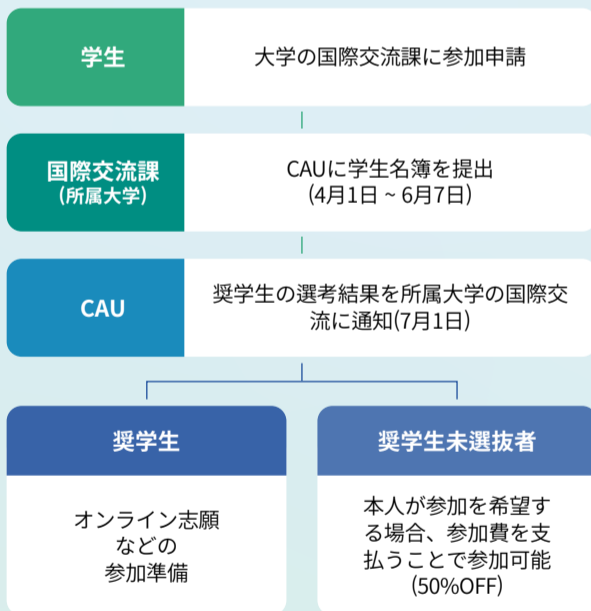 学生
大学の国際交流課に参加申請
国際交流課
(所属大学)
CAUに学生名簿を提出
(4月1日 ~ 6月7日)
CAU
奨学生の選考結果を所属大学の国際交
流に通知(7月1日)
奨学生
オンライン志願
などの
参加準備
奨学生未選抜者
本人が参加を希望す
る場合、参加費を支
払うことで参加可能
(50%OFF)